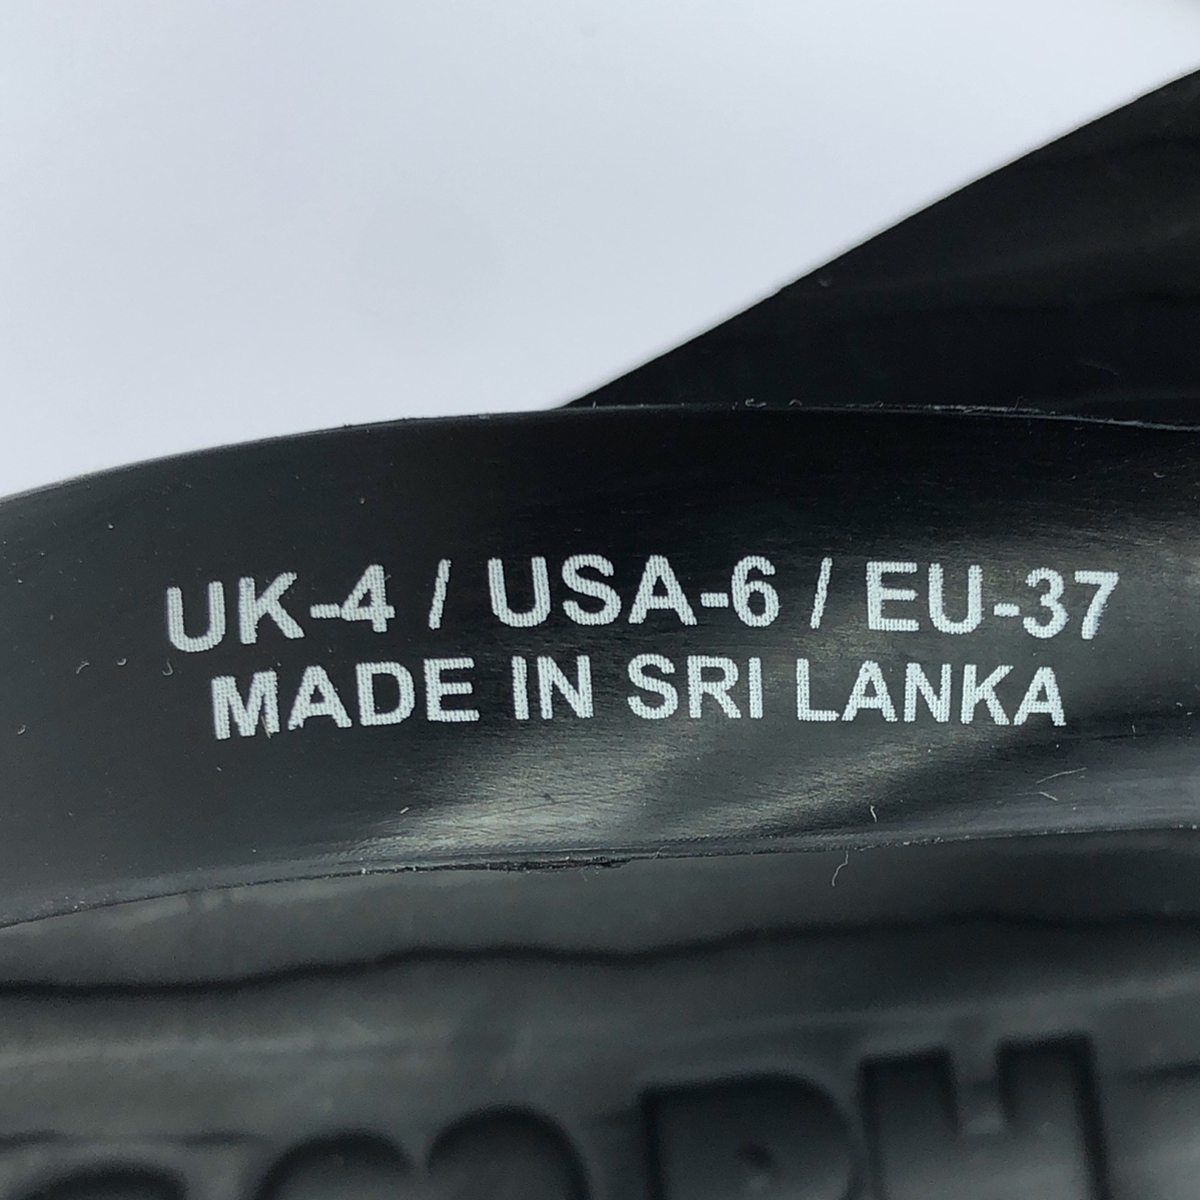 UK-4 / USA-6 / EU-37
MADE IN SRI LANKA